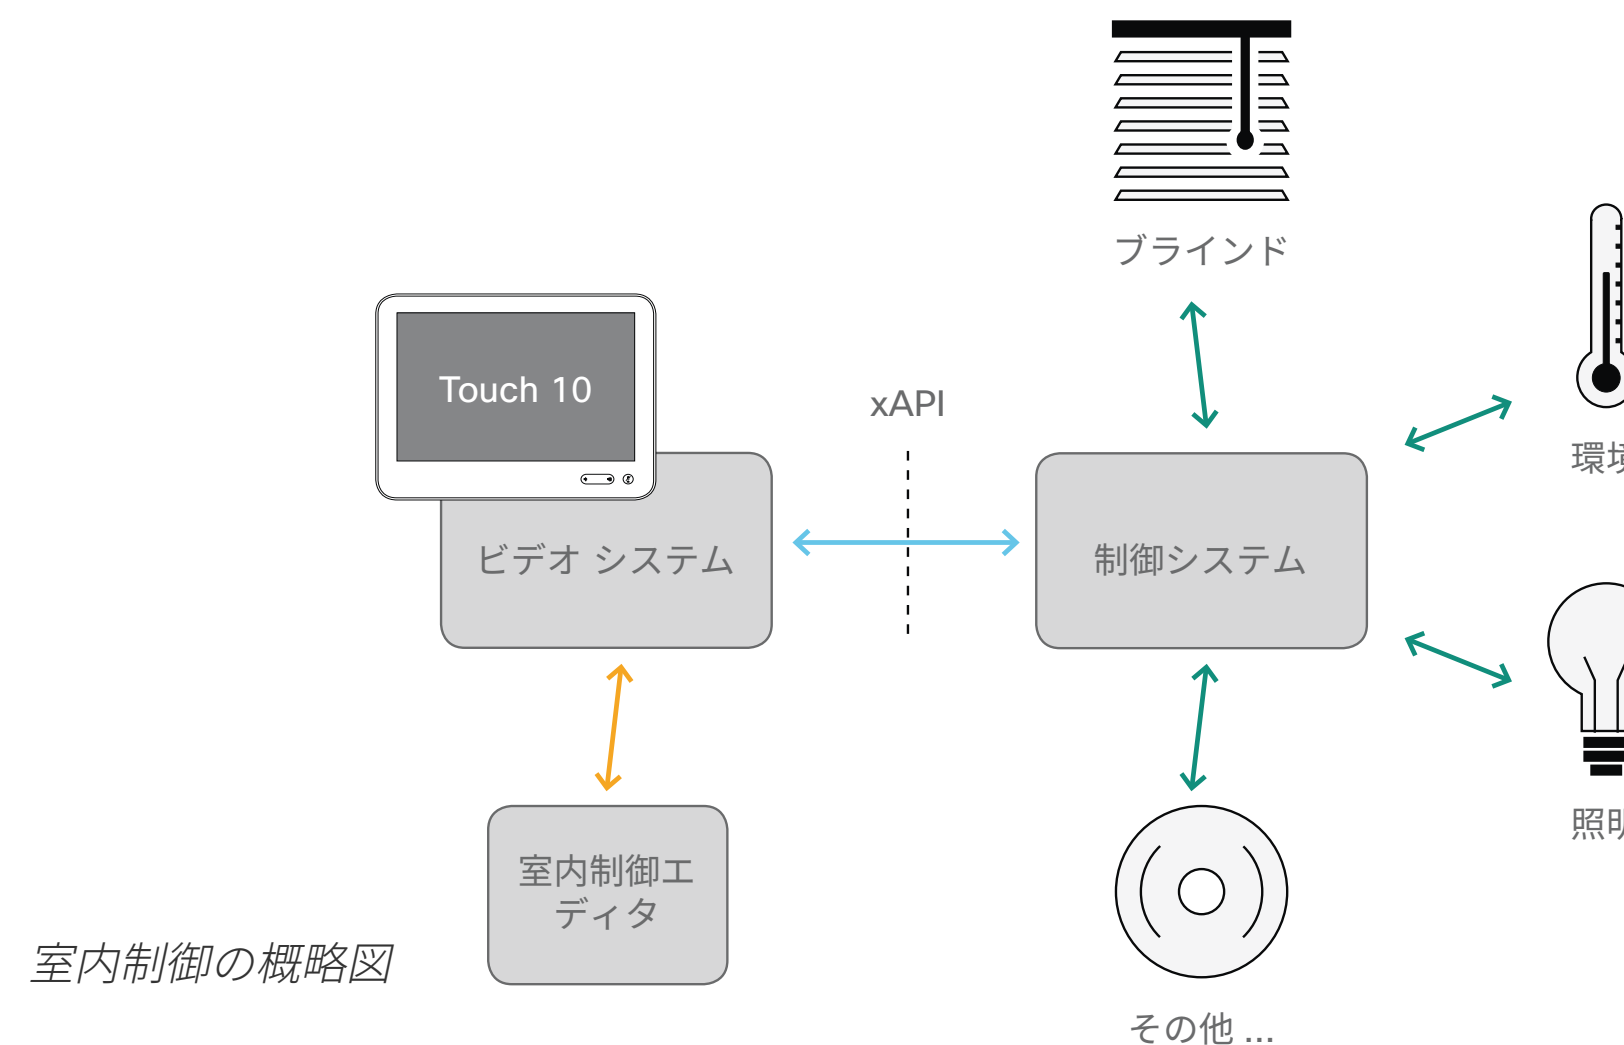 ブラインド
Touch 10
xAPI
環
ビデオ システム
制御システム
照
室内制御エ
ディタ
室内制御の概略図
その他 ...